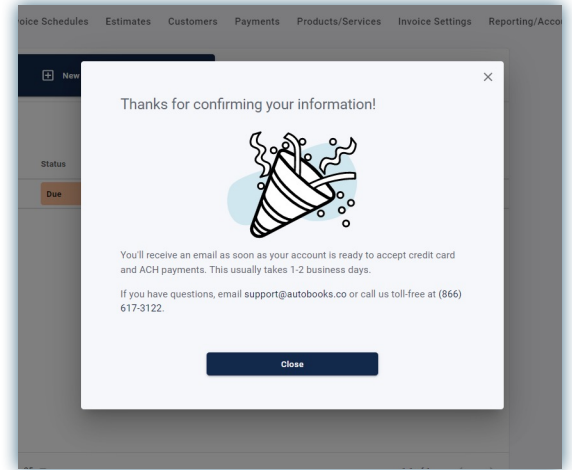 oice Schedules Estimates Customers Payments Products/Services Invoice Settings Reporting/Accou
New
Thanks for confirming your information!
Status
Due
You'll receive an email as soon as your account is ready to accept credit card
and ACH payments. This usually takes 1-2 business days.
If you have questions, email support@autobooks.co or call us toll-free at (866)
617-3122.
Close